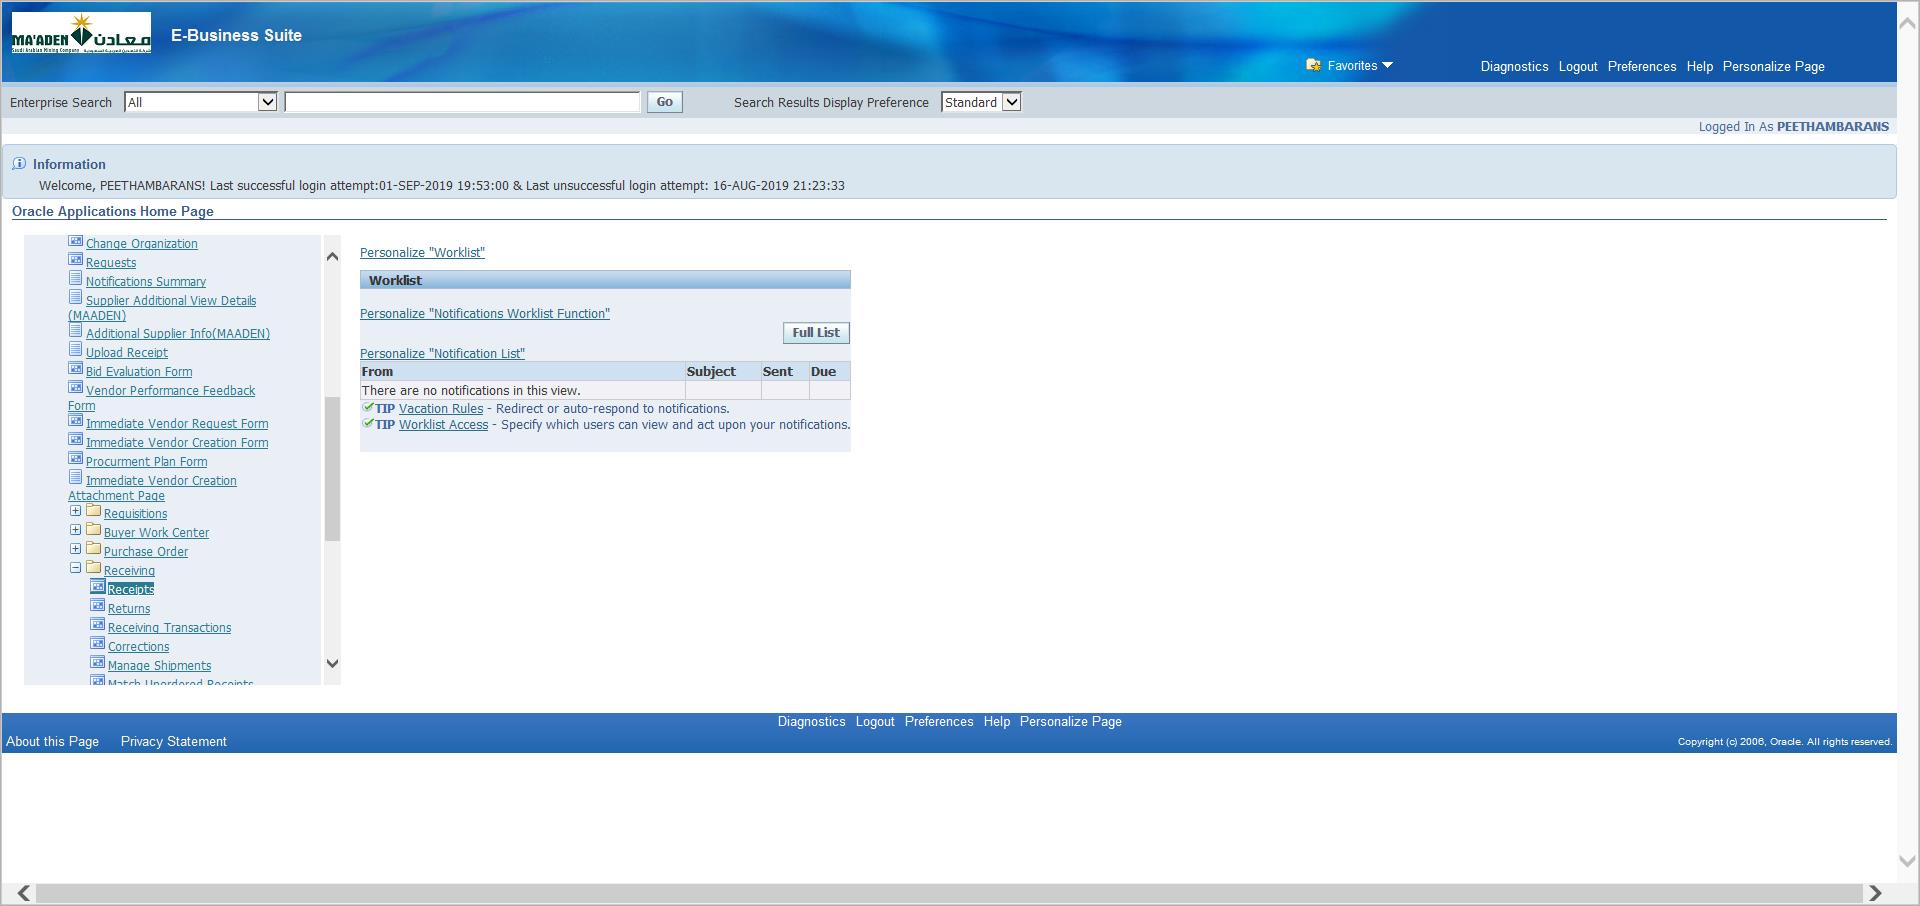 MA'ADEN معادن
Saudi Arabian Mining Company
E-Business Suite
Favorites
Diagnostics Logout Preferences Help Personalize Page
Enterprise Search All Go Search Results Display Preference Standard
Logged In As PEETHAMBARANS
Information
Welcome, PEETHAMBARANS! Last successful login attempt:01-SEP-2019 19:53:00 & Last unsuccessful login attempt: 16-AUG-2019 21:23:33
Oracle Applications Home Page
Change Organization
Requests
Notifications Summary
Supplier Additional View Details
(MAADEN)
Additional Supplier Info(MAADEN)
Upload Receipt
Bid Evaluation Form
Vendor Performance Feedback
Form
Immediate Vendor Request Form
Immediate Vendor Creation Form
Procurment Plan Form
Immediate Vendor Creation
Attachment Page
Requisitions
Buyer Work Center
Purchase Order
Receiving
Receipts
Returns
Receiving Transactions
Corrections
Manage Shipments
Match Unordered Receipts
Personalize "Worklist"
Worklist
Personalize "Notifications Worklist Function"
Full List
Personalize "Notification List"
From Subject Sent Due
There are no notifications in this view.
TIP Vacation Rules - Redirect or auto-respond to notifications.
TIP Worklist Access - Specify which users can view and act upon your notifications.
Diagnostics Logout Preferences Help Personalize Page
About this Page Privacy Statement
Copyright (c) 2006, Oracle. All rights reserved.